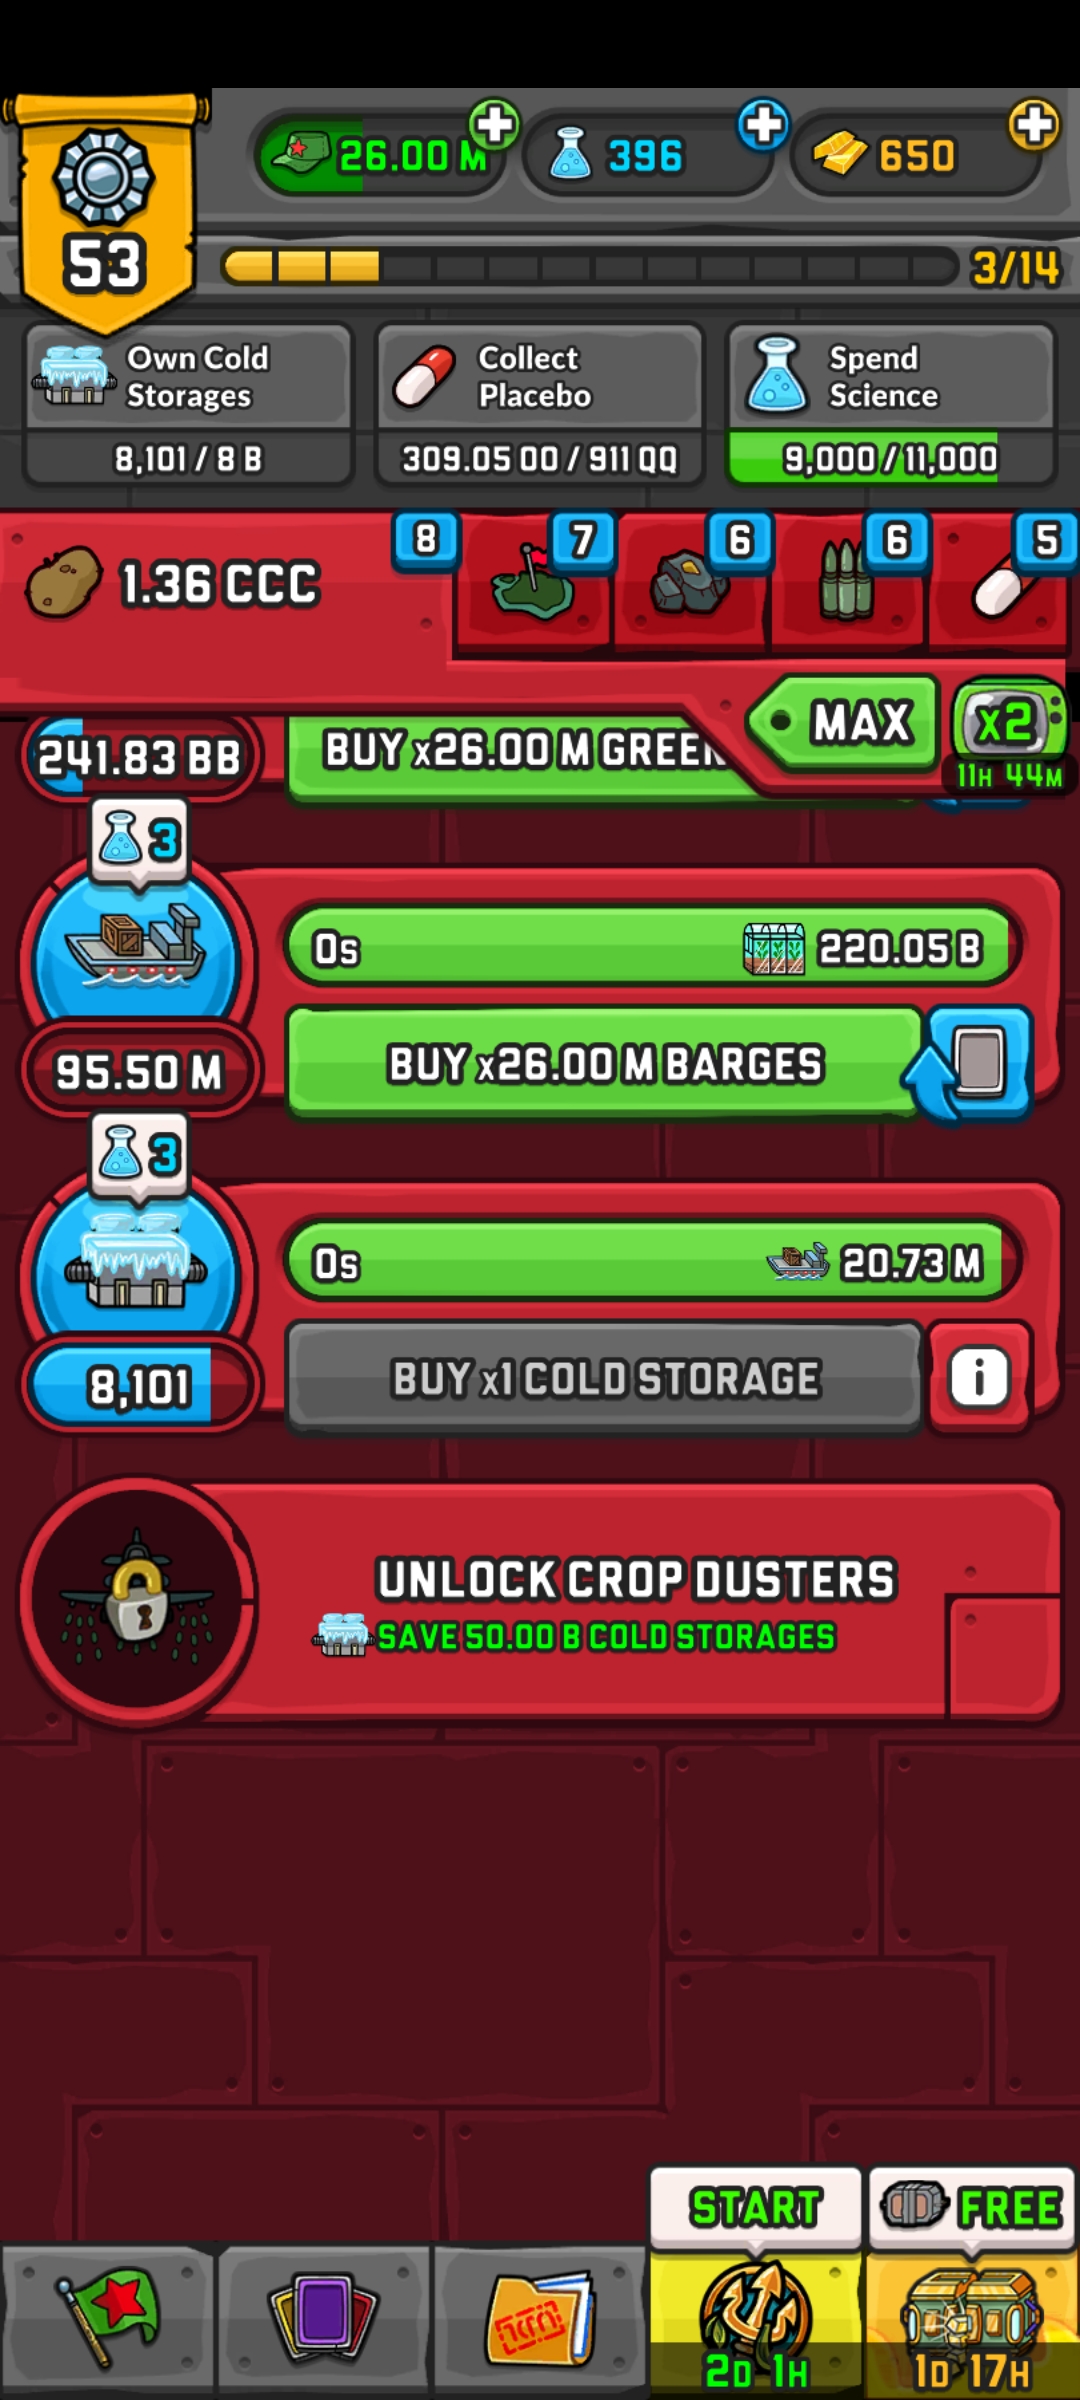 26.00 M
396
650
53
3/14
Own Cold
Storages
8,101 / 8 B
Collect
Placebo
309.05 OO / 911 QQ
Spend
Science
9,000 / 11,000
1.36 CCC
8
7
6
6
5
MAX
x2
11H 44M
241.83 BB
BUY x26.00 M GREEN
3
0s
220.05 B
95.50 M
BUY x26.00 M BARGES
3
0s
20.73 M
8,101
BUY x1 COLD STORAGE
i
UNLOCK CROP DUSTERS
SAVE 50.00 B COLD STORAGES
START
FREE
2D 1H
1D 17H